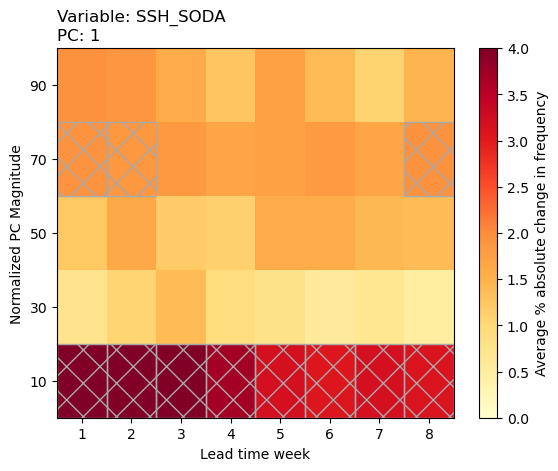 Variable: SSH_SODA
PC: 1
Normalized PC Magnitude
90
70
50
30
10
1 2 3 4 5 6 7 8
Lead time week
4.0
3.5
3.0
2.5
2.0
1.5
1.0
0.5
0.0
Average % absolute change in frequency